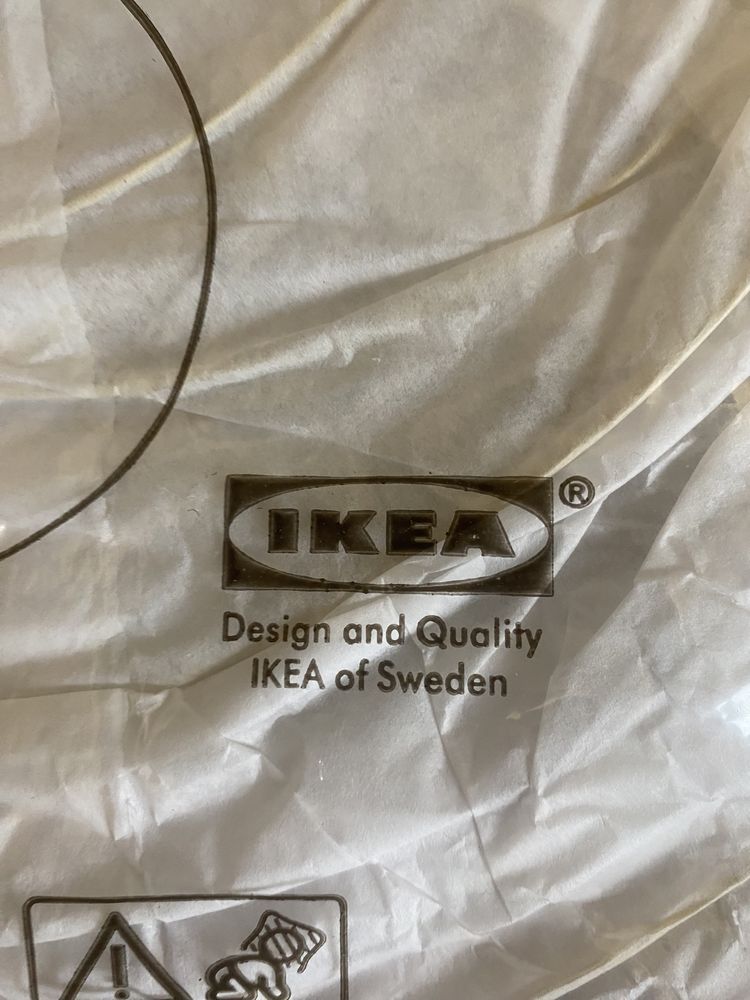 IKEA®
Design and Quality
IKEA of Sweden
!